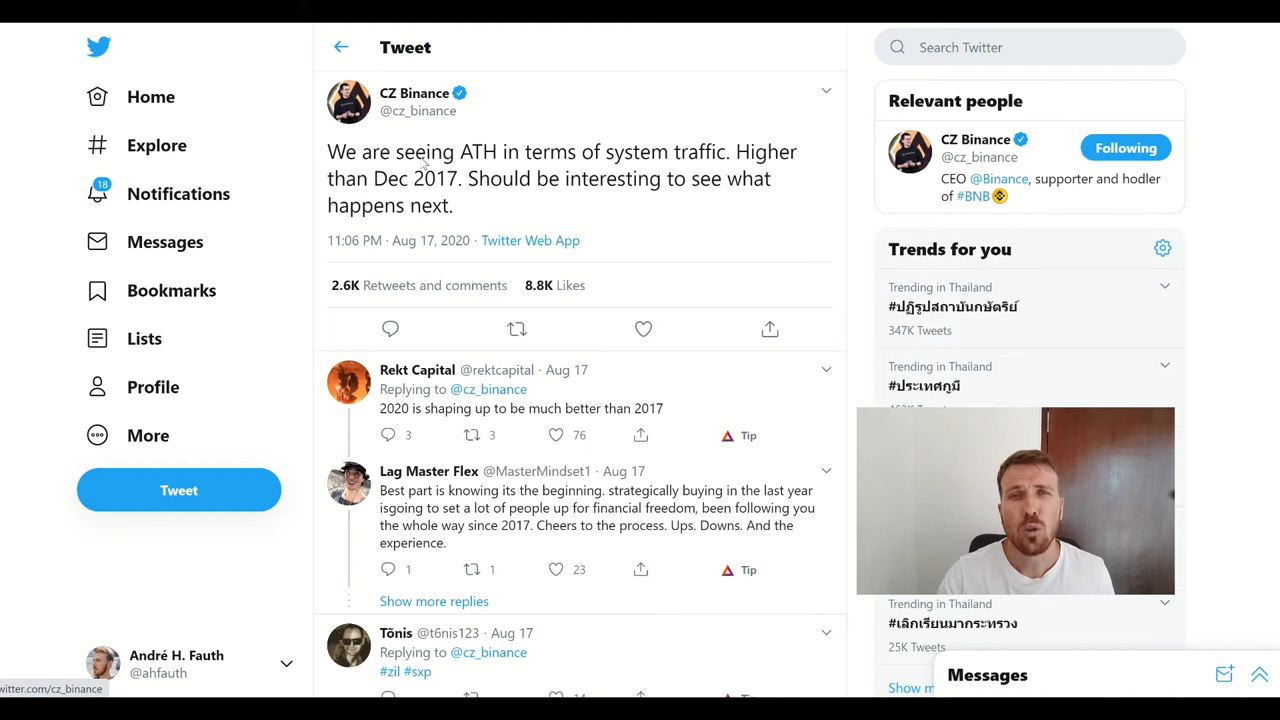 Tweet
Search Twitter
Home
Explore
18
Notifications
Messages
Bookmarks
Lists
Profile
More
Tweet
André H. Fauth
@ahfauth
witter.com/cz_binance
CZ Binance
@cz_binance
We are seeing ATH in terms of system traffic. Higher
than Dec 2017. Should be interesting to see what
happens next.
11:06 PM · Aug 17, 2020 · Twitter Web App
2.6K Retweets and comments 8.8K Likes
Rekt Capital @rektcapital · Aug 17
Replying to @cz_binance
2020 is shaping up to be much better than 2017
3 3 76 Tip
Lag Master Flex @MasterMindset1 · Aug 17
Best part is knowing its the beginning. strategically buying in the last year
isgoing to set a lot of people up for financial freedom, been following you
the whole way since 2017. Cheers to the process. Ups. Downs. And the
experience.
1 1 23 Tip
Show more replies
Tõnis @t6nis123 · Aug 17
Replying to @cz_binance
#zil #sxp
Relevant people
CZ Binance
@cz_binance
Following
CEO @Binance, supporter and hodler
of #BNB
Trends for you
Trending in Thailand
#ปฏิรูปสถาบันกษัตริย์
347K Tweets
Trending in Thailand
#ประเทศกูมี
Trending in Thailand
#เลิกเรียนมากระทรวง
25K Tweets
Show m
Messages